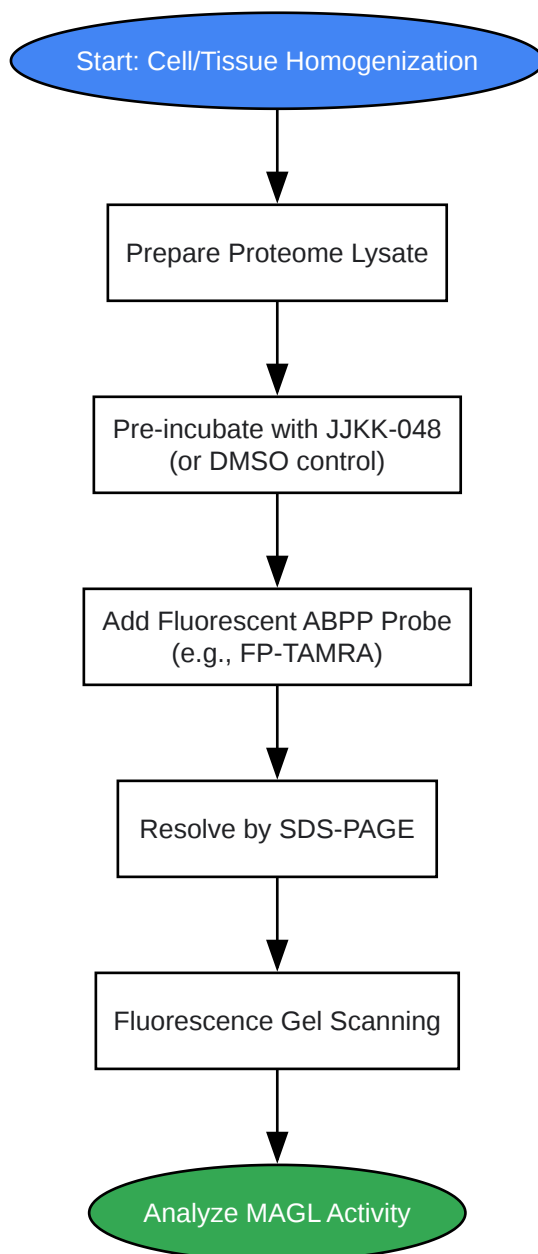 Start: Cell/Tissue Homogenization
Prepare Proteome Lysate
Pre-incubate with JJKK-048
(or DMSO control)
Add Fluorescent ABPP Probe
(e.g., FP-TAMRA)
Resolve by SDS-PAGE
Fluorescence Gel Scanning
Analyze MAGL Activity